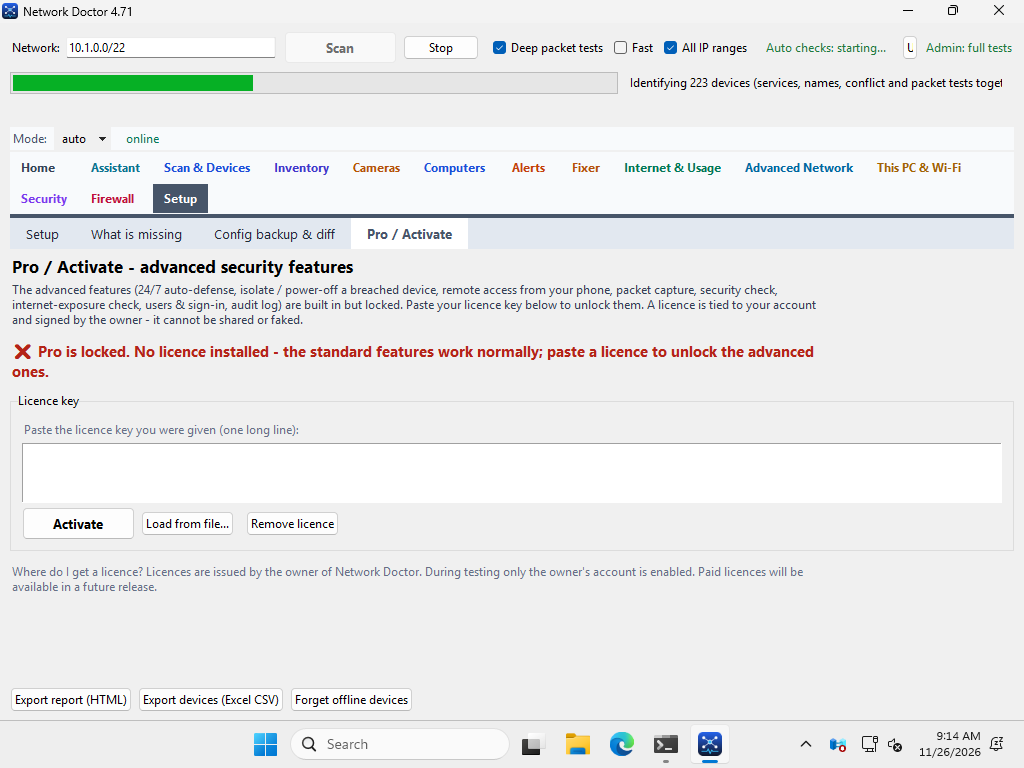 Network Doctor 4.71
Network: 10.1.0.0/22 Scan Stop Deep packet tests Fast All IP ranges Auto checks: starting... Admin: full tests
Identifying 223 devices (services, names, conflict and packet tests
Mode: auto online
Home Assistant Scan & Devices Inventory Cameras Computers Alerts Fixer Internet & Usage Advanced Network This PC & Wi-Fi
Security Firewall Setup
Setup What is missing Config backup & diff Pro / Activate
Pro / Activate - advanced security features
The advanced features (24/7 auto-defense, isolate / power-off a breached device, remote access from your phone, packet capture, security check,
internet-exposure check, users & sign-in, audit log) are built in but locked. Paste your licence key below to unlock them. A licence is tied to your account
and signed by the owner - it cannot be shared or faked.
❌ Pro is locked. No licence installed - the standard features work normally; paste a licence to unlock the advanced
ones.
Licence key
Paste the licence key you were given (one long line):
Activate Load from file... Remove licence
Where do I get a licence? Licences are issued by the owner of Network Doctor. During testing only the owner's account is enabled. Paid licences will be
available in a future release.
Export report (HTML) Export devices (Excel CSV) Forget offline devices
Search
9:14 AM
11/26/2026